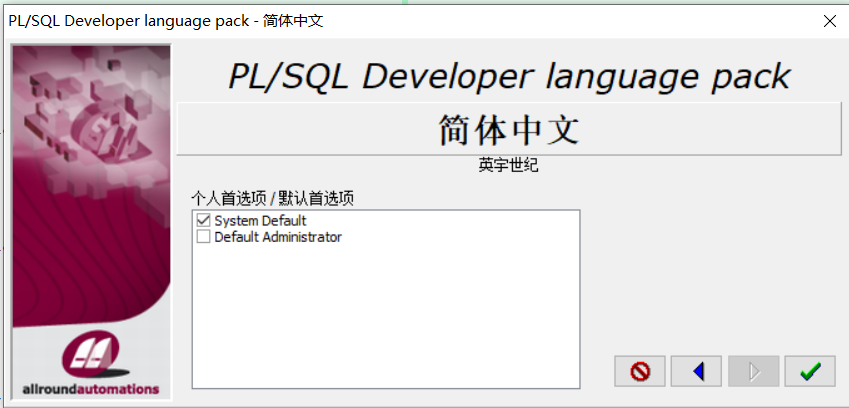 PL/SQL Developer language pack - 简体中文
PL/SQL Developer language pack
简体中文
英宇世纪
个人首选项 / 默认首选项
System Default
Default Administrator
allroundautomations